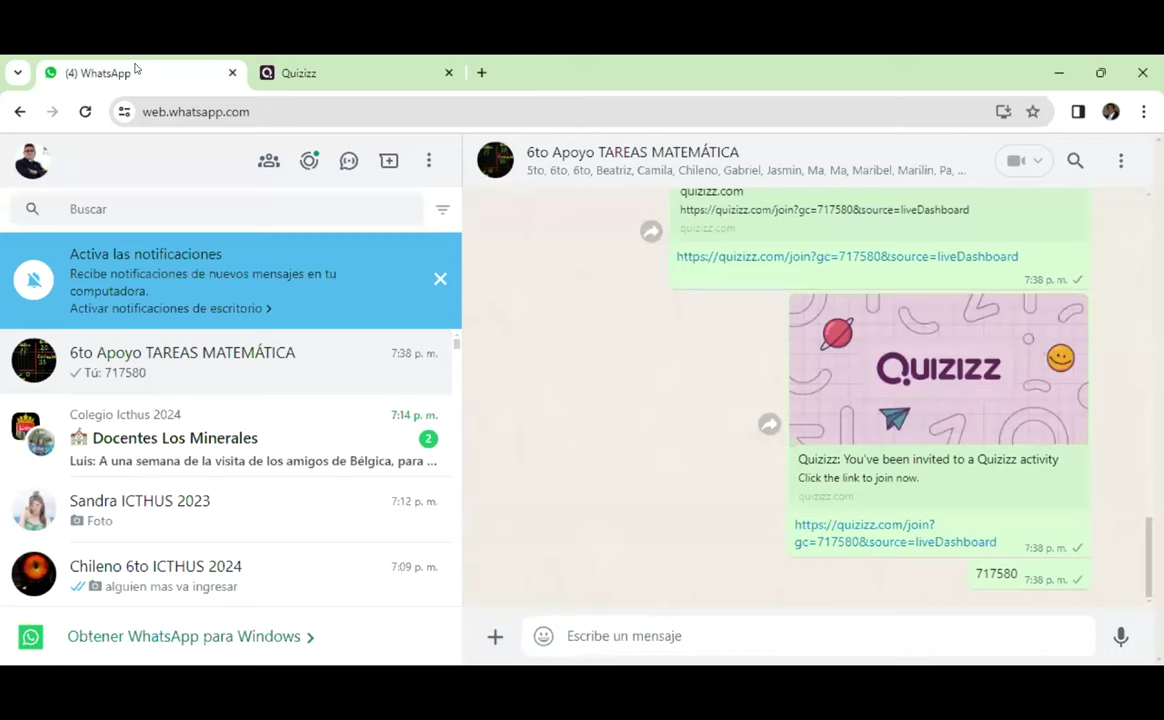 (4) WhatsApp
Quizizz
web.whatsapp.com
Buscar
Activa las notificaciones
Recibe notificaciones de nuevos mensajes en tu
computadora.
Activar notificaciones de escritorio
6to Apoyo TAREAS MATEMÁTICA
7:38 p. m.
Tú: 717580
Colegio Icthus 2024
7:14 p. m.
Docentes Los Minerales
2
Luis: A una semana de la visita de los amigos de Bélgica, para ...
Sandra ICTHUS 2023
7:12 p. m.
Foto
Chileno 6to ICTHUS 2024
7:09 p. m.
alguien mas va ingresar
Obtener WhatsApp para Windows
6to Apoyo TAREAS MATEMÁTICA
5to, 6to, 6to, Beatriz, Camila, Chileno, Gabriel, Jasmin, Ma, Ma, Maribel, Marilin, Pa, ...
quizizz.com
https://quizizz.com/join?gc=717580&source=liveDashboard
quizizz.com
https://quizizz.com/join?gc=717580&source=liveDashboard
7:38 p. m.
Quizizz
Quizizz: You've been invited to a Quizizz activity
Click the link to join now.
quizizz.com
https://quizizz.com/join?
gc=717580&source=liveDashboard
7:38 p. m.
717580
7:38 p. m.
Escribe un mensaje